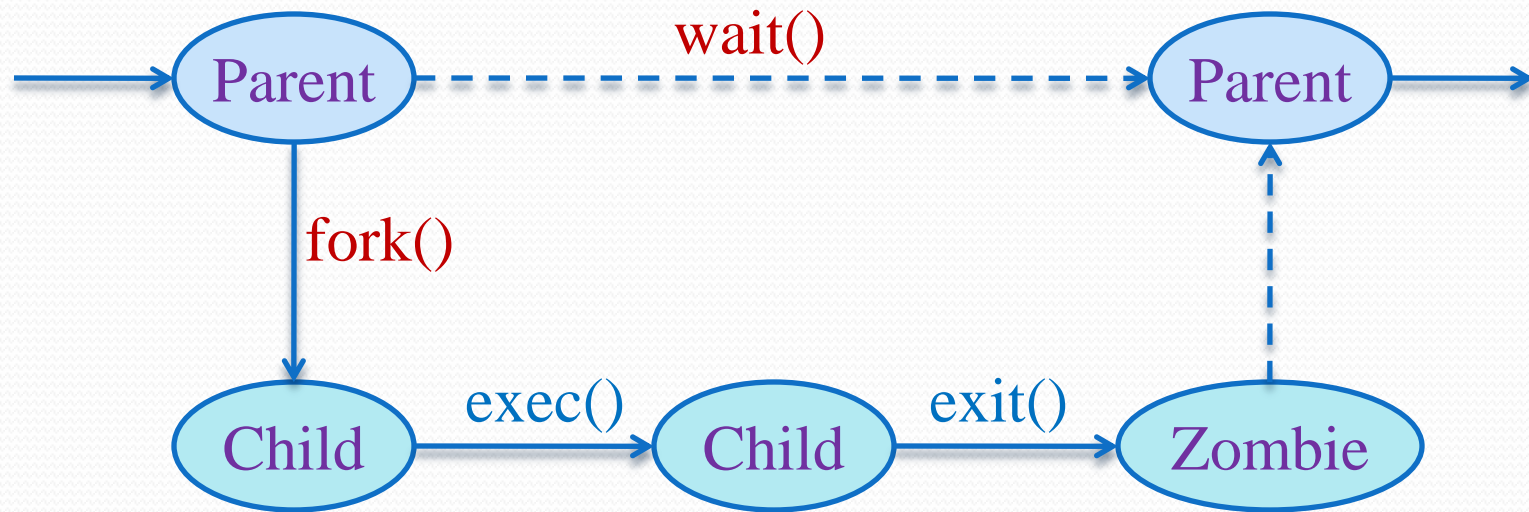 wait()
Parent
Parent
fork()
exec()
exit()
Child
Child
Zombie